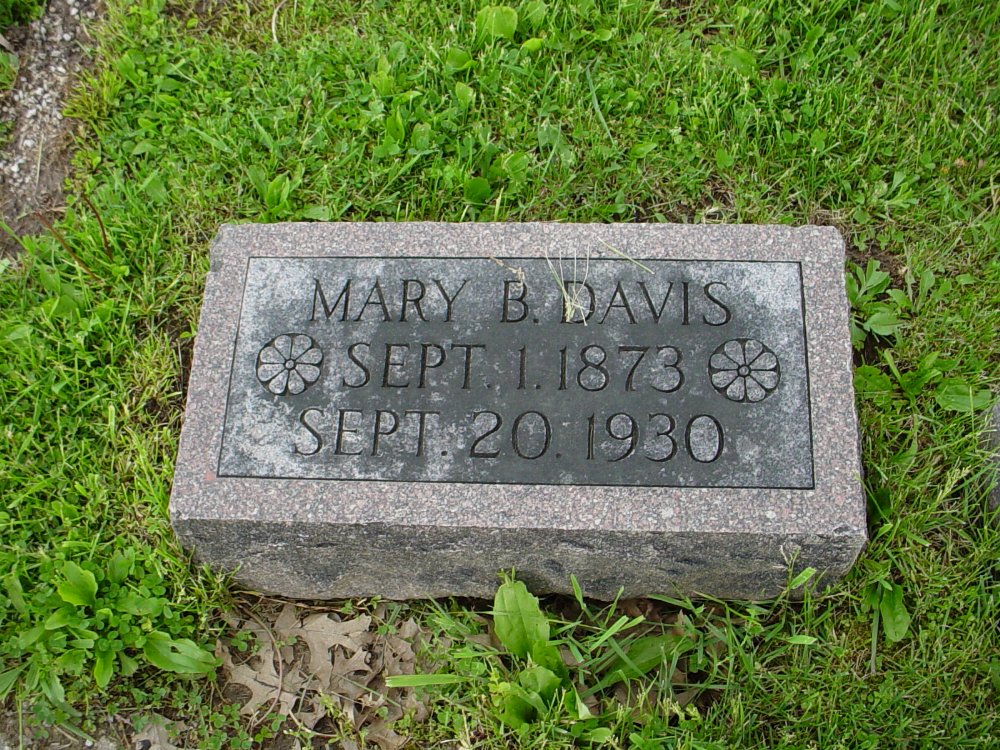 MARY B. DAVIS
SEPT. 1. 1873
SEPT. 20. 1930